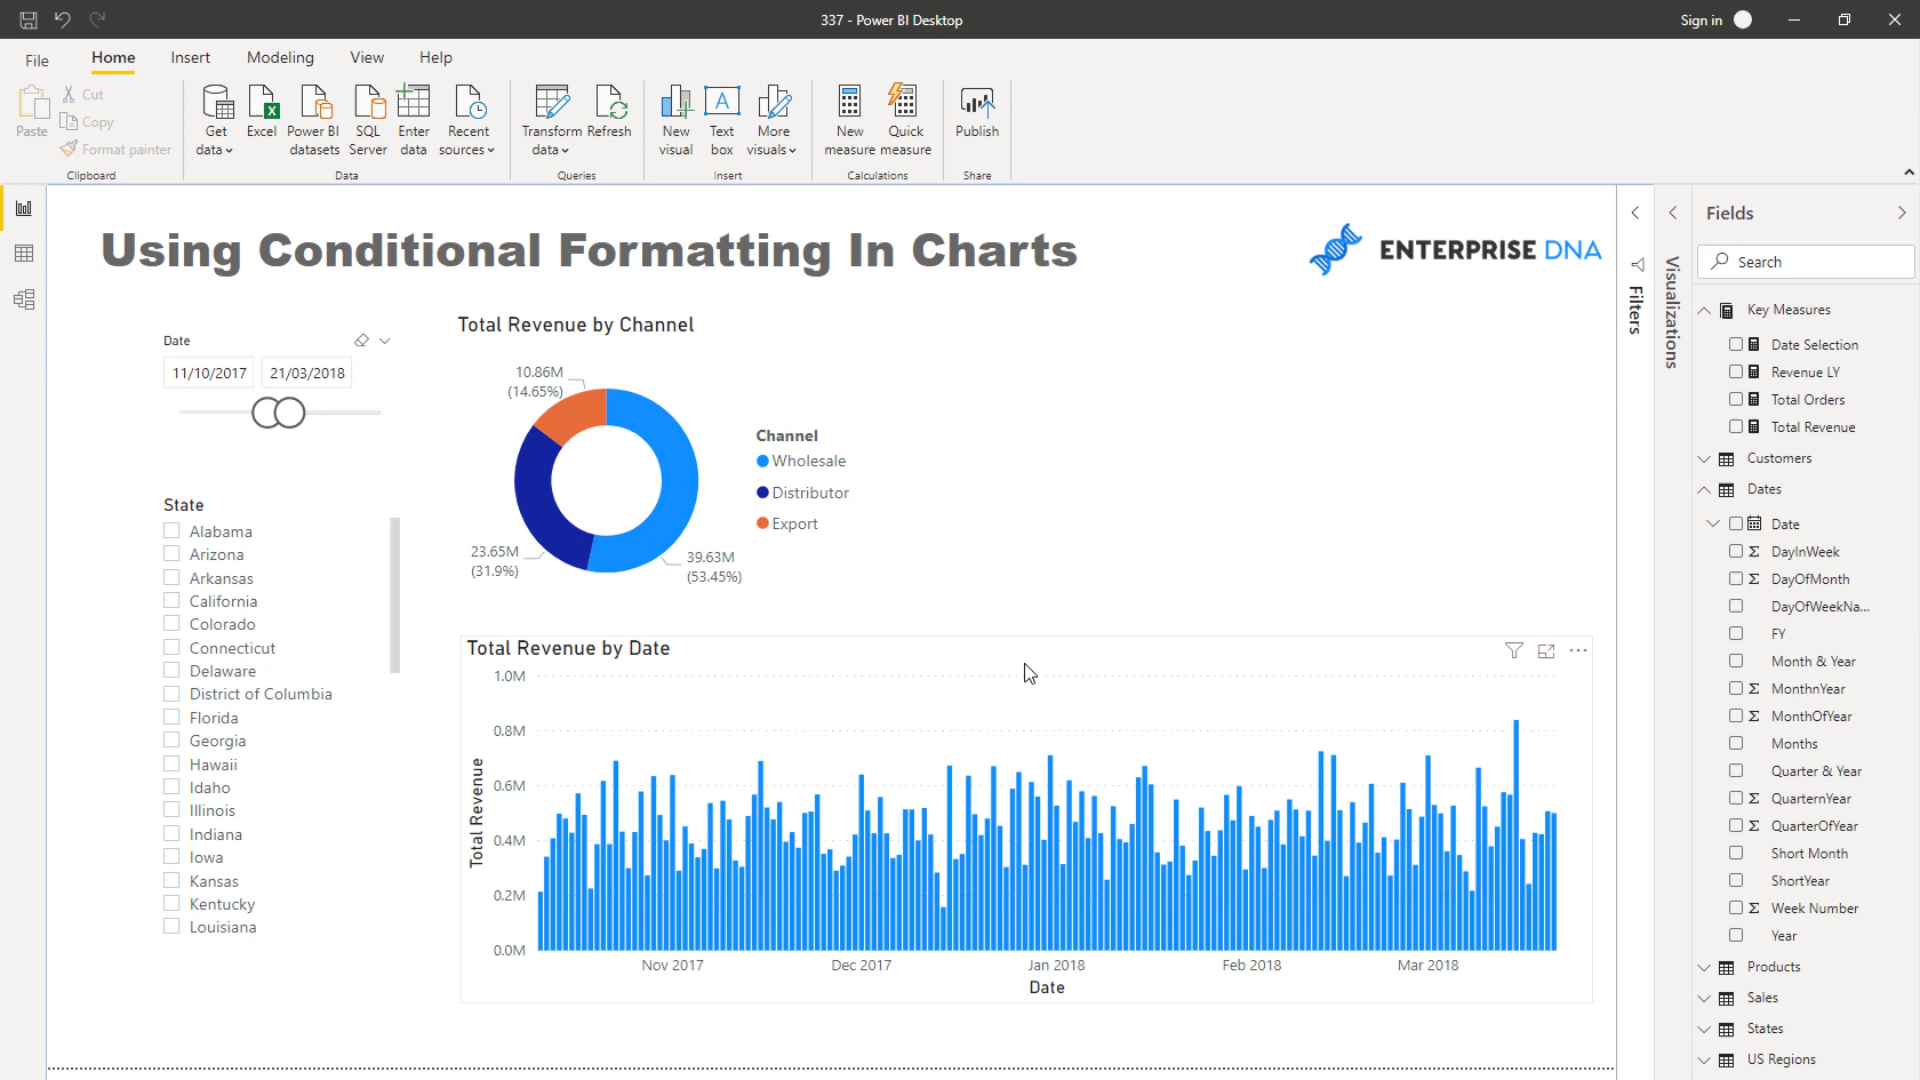 337 - Power BI Desktop
Sign in
File
Home
Insert
Modeling
View
Help
Paste
Cut
Copy
Format painter
Clipboard
Get data
Excel
Power BI datasets
SQL Server
Enter data
Recent sources
Data
Transform data
Refresh
Queries
New visual
Text box
More visuals
Insert
New measure
Quick measure
Calculations
Publish
Share
Using Conditional Formatting In Charts
ENTERPRISE DNA
Date
11/10/2017
21/03/2018
State
Alabama
Arizona
Arkansas
California
Colorado
Connecticut
Delaware
District of Columbia
Florida
Georgia
Hawaii
Idaho
Illinois
Indiana
Iowa
Kansas
Kentucky
Louisiana
Total Revenue by Channel
10.86M
(14.65%)
23.65M
(31.9%)
39.63M
(53.45%)
Channel
Wholesale
Distributor
Export
Total Revenue by Date
Total Revenue
1.0M
0.8M
0.6M
0.4M
0.2M
0.0M
Nov 2017
Dec 2017
Jan 2018
Feb 2018
Mar 2018
Date
Filters
Visualizations
Fields
Search
Key Measures
Date Selection
Revenue LY
Total Orders
Total Revenue
Customers
Dates
Date
DayInWeek
DayOfMonth
DayOfWeekNa...
FY
Month & Year
MonthnYear
MonthOfYear
Months
Quarter & Year
QuarternYear
QuarterOfYear
Short Month
ShortYear
Week Number
Year
Products
Sales
States
US Regions